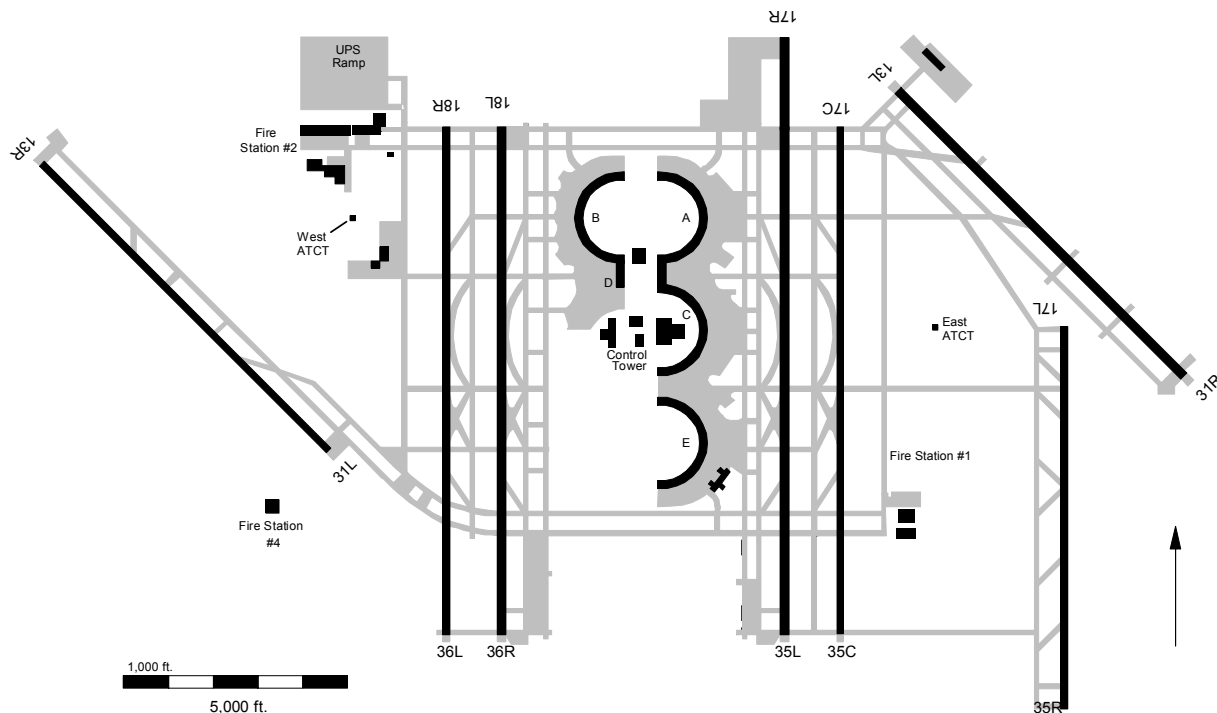 17R
UPS
Ramp
13L
18R
18L
17C
Fire
Station #2
13R
B
A
West
ATCT
D
C
17L
East
ATCT
Control
Tower
31R
E
31L
Fire Station #1
Fire Station
#4
36L
36R
35L
35C
1,000 ft.
5,000 ft.
35R